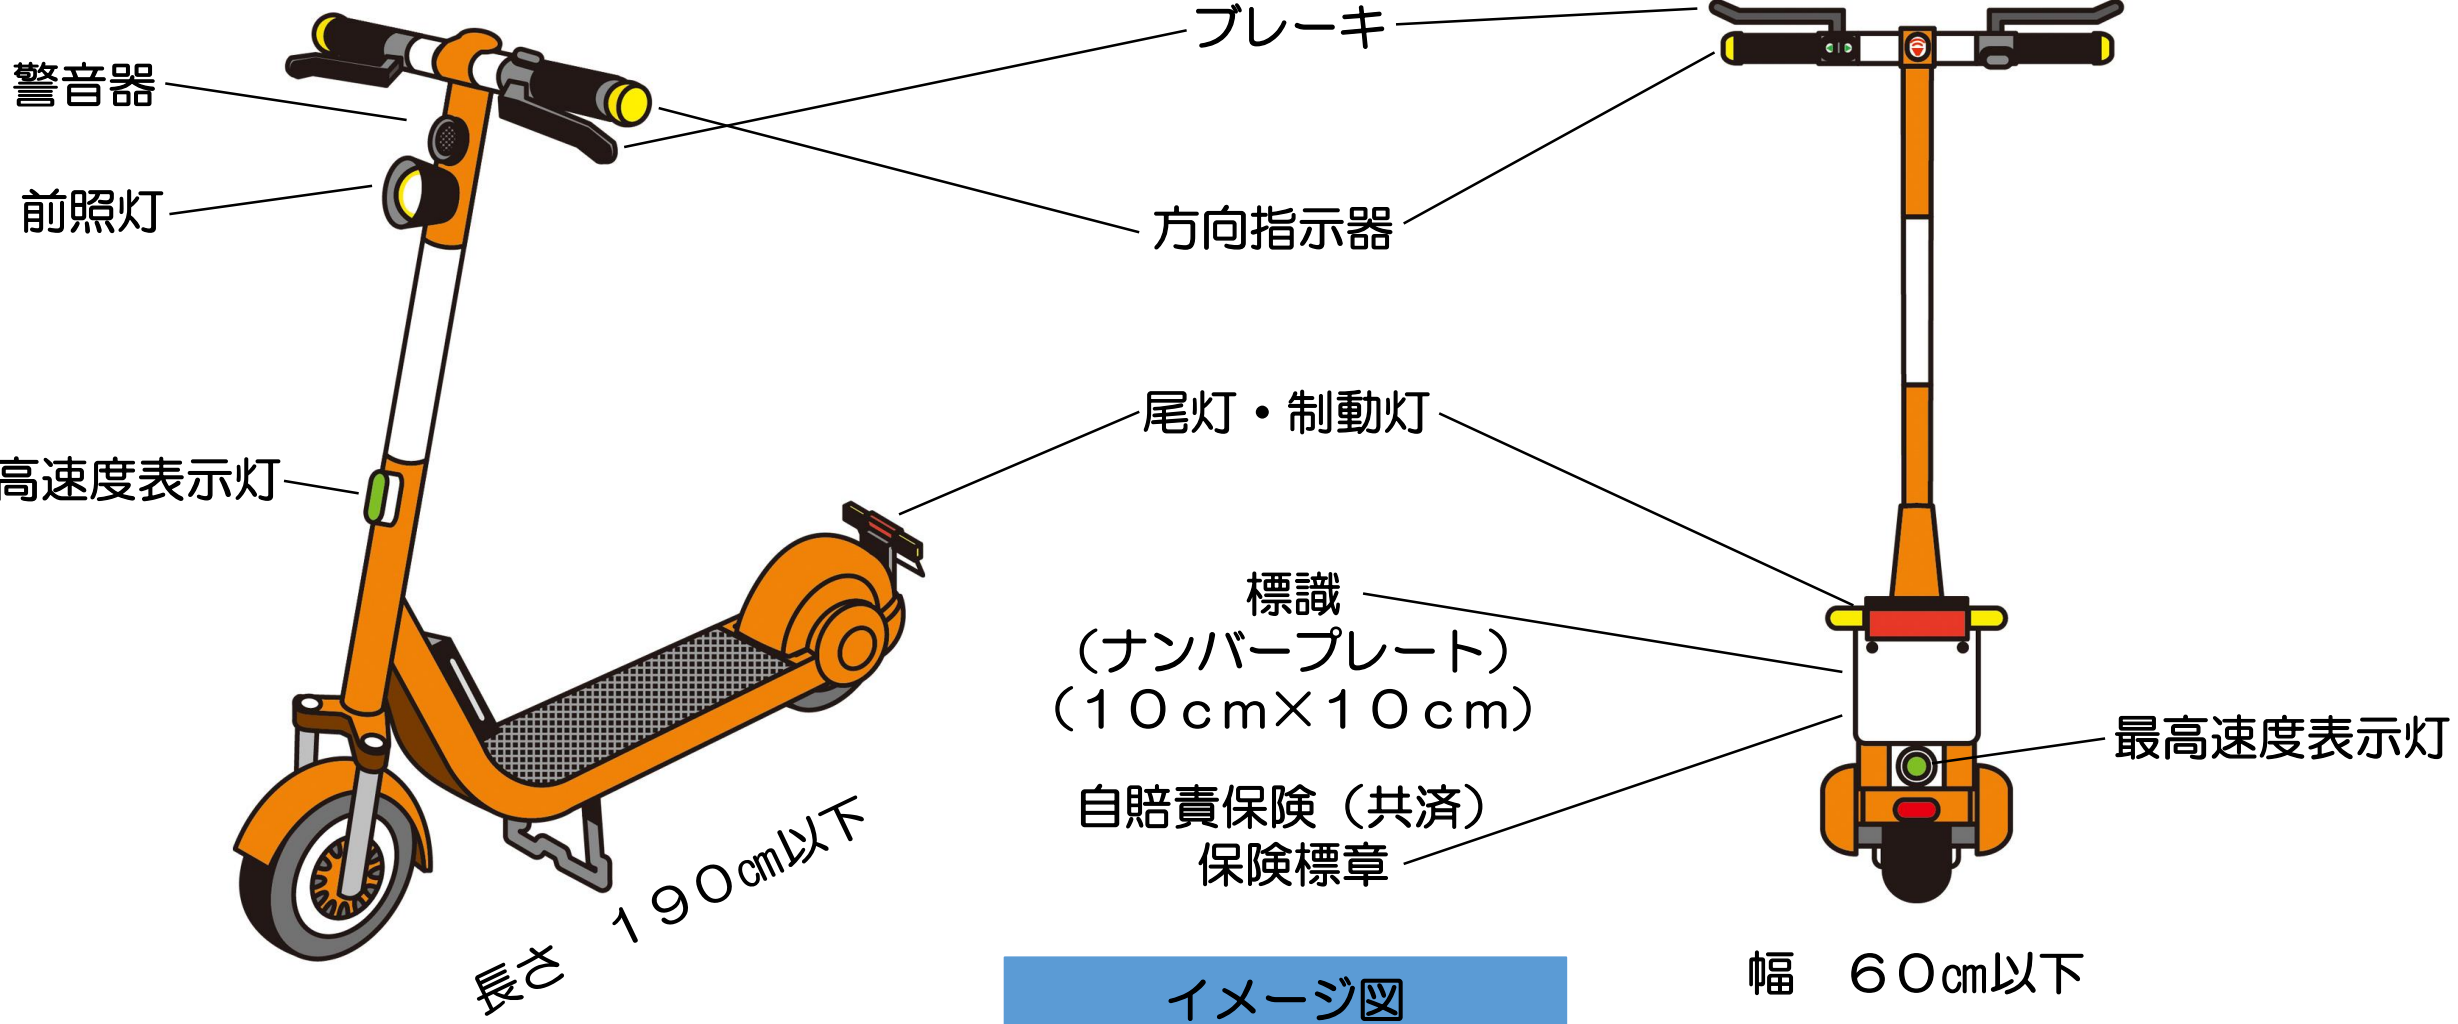 ブレーキ
警音器
前照灯
方向指示器
尾灯・制動灯
高速度表示灯
標識
（ナンバープレート）
（１０ｃｍ×１０ｃｍ）
最高速度表示灯
自賠責保険（共済）
保険標章
長さ　１９０㎝以下
幅　６０㎝以下
イメージ図